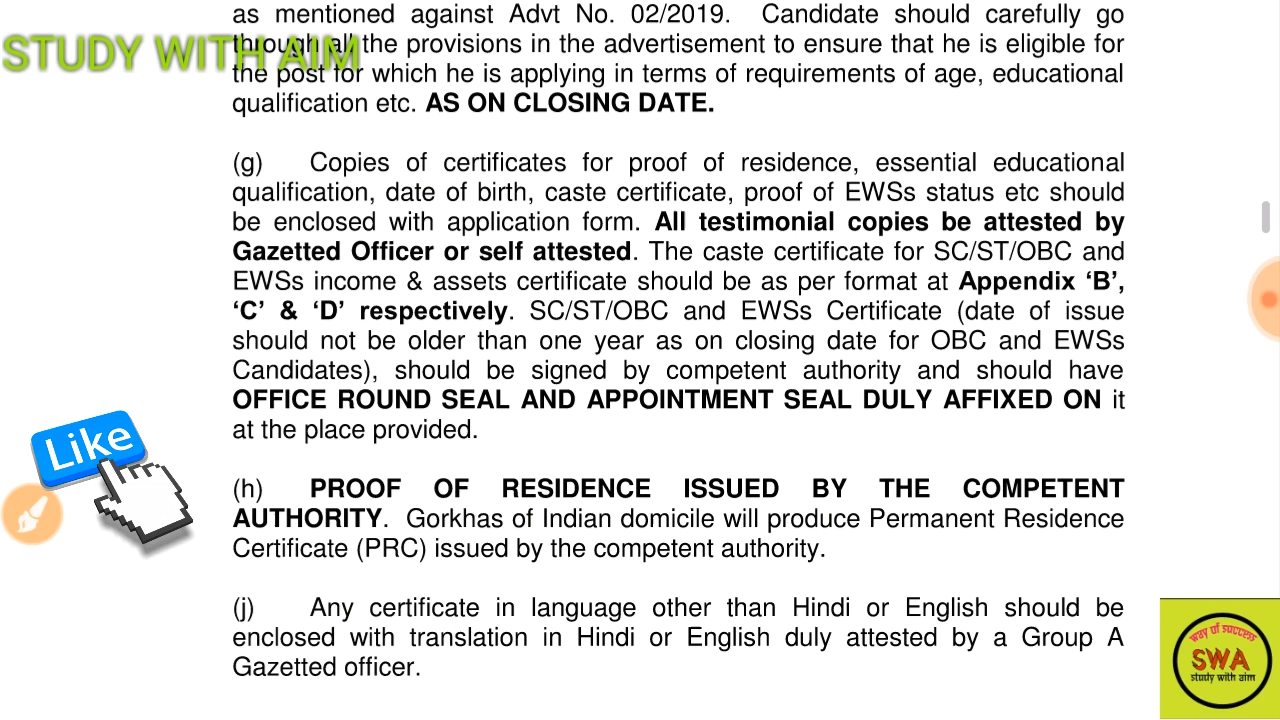 as mentioned against Advt No. 02/2019. Candidate should carefully go
STUDY WITH AIM
through all the provisions in the advertisement to ensure that he is eligible for
the post for which he is applying in terms of requirements of age, educational
qualification etc. AS ON CLOSING DATE.
(g) Copies of certificates for proof of residence, essential educational
qualification, date of birth, caste certificate, proof of EWSs status etc should
be enclosed with application form. All testimonial copies be attested by
Gazetted Officer or self attested. The caste certificate for SC/ST/OBC and
EWSs income & assets certificate should be as per format at Appendix ‘B’,
‘C’ & ‘D’ respectively. SC/ST/OBC and EWSs Certificate (date of issue
should not be older than one year as on closing date for OBC and EWSs
Candidates), should be signed by competent authority and should have
OFFICE ROUND SEAL AND APPOINTMENT SEAL DULY AFFIXED ON it
at the place provided.
Like
(h) PROOF OF RESIDENCE ISSUED BY THE COMPETENT
AUTHORITY. Gorkhas of Indian domicile will produce Permanent Residence
Certificate (PRC) issued by the competent authority.
(j) Any certificate in language other than Hindi or English should be
enclosed with translation in Hindi or English duly attested by a Group A
Gazetted officer.
way of success
SWA
study with aim